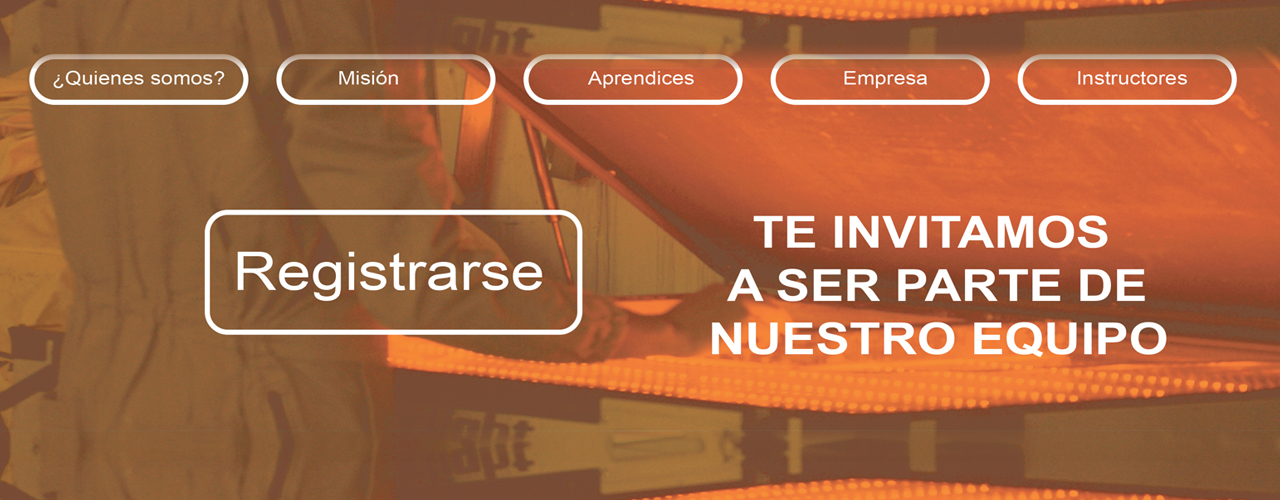 ¿Quienes somos?
Misión
Aprendices
Empresa
Instructores
Registrarse
TE INVITAMOS
A SER PARTE DE
NUESTRO EQUIPO